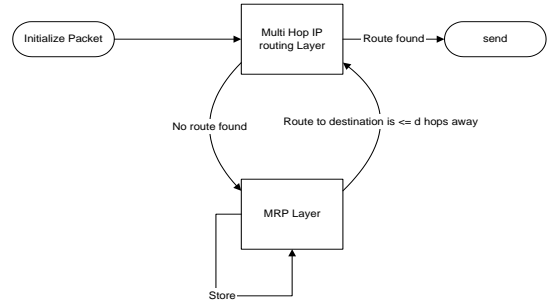 Initialize Packet
Multi Hop IP
routing Layer
Route found
send
No route found
Route to destination is <= d hops away
MRP Layer
Store